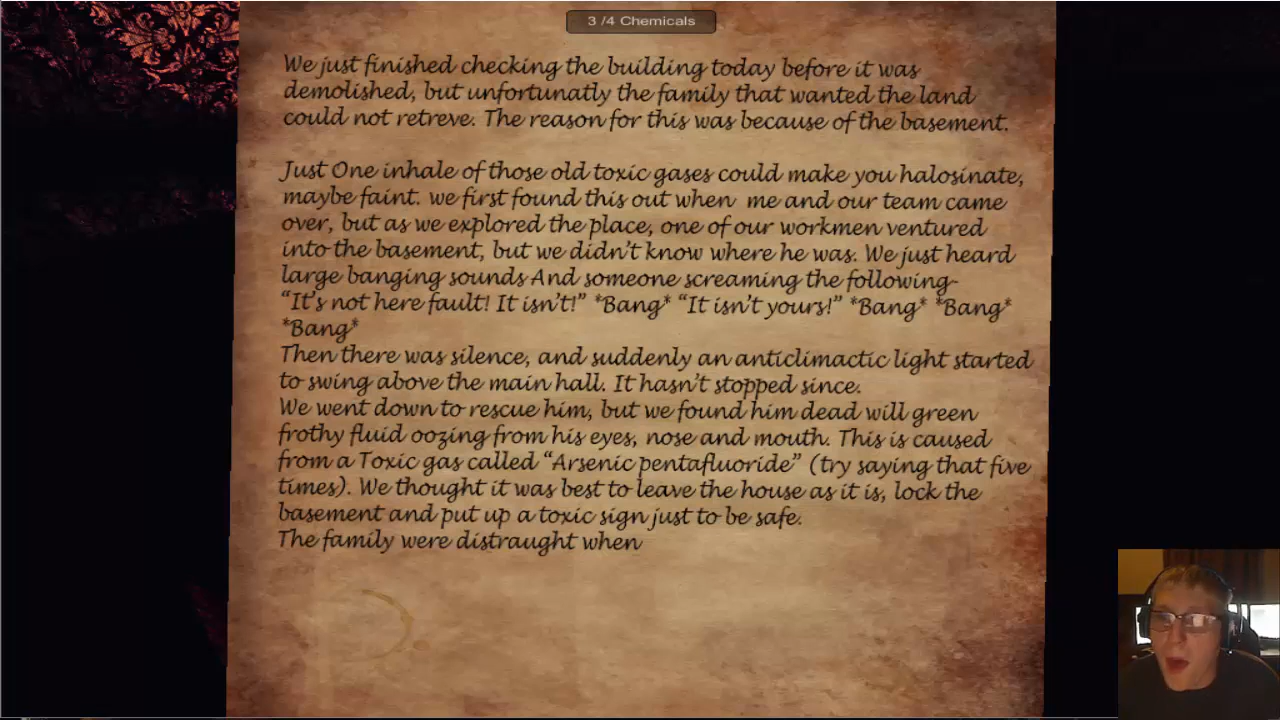 3 /4 Chemicals
We just finished checking the building today before it was
demolished, but unfortunatly the family that wanted the land
could not retreve. The reason for this was because of the basement.
Just One inhale of those old toxic gases could make you halosinate,
maybe faint. we first found this out when me and our team came
over, but as we explored the place, one of our workmen ventured
into the basement, but we didn't know where he was. We just heard
large banging sounds And someone screaming the following-
“It's not here fault! It isn't!” *Bang* “It isn't yours!” *Bang* *Bang*
*Bang*
Then there was silence, and suddenly an anticlimactic light started
to swing above the main hall. It hasn't stopped since.
We went down to rescue him, but we found him dead will green
frothy fluid oozing from his eyes, nose and mouth. This is caused
from a Toxic gas called “Arsenic pentafluoride” (try saying that five
times). We thought it was best to leave the house as it is, lock the
basement and put up a toxic sign just to be safe.
The family were distraught when